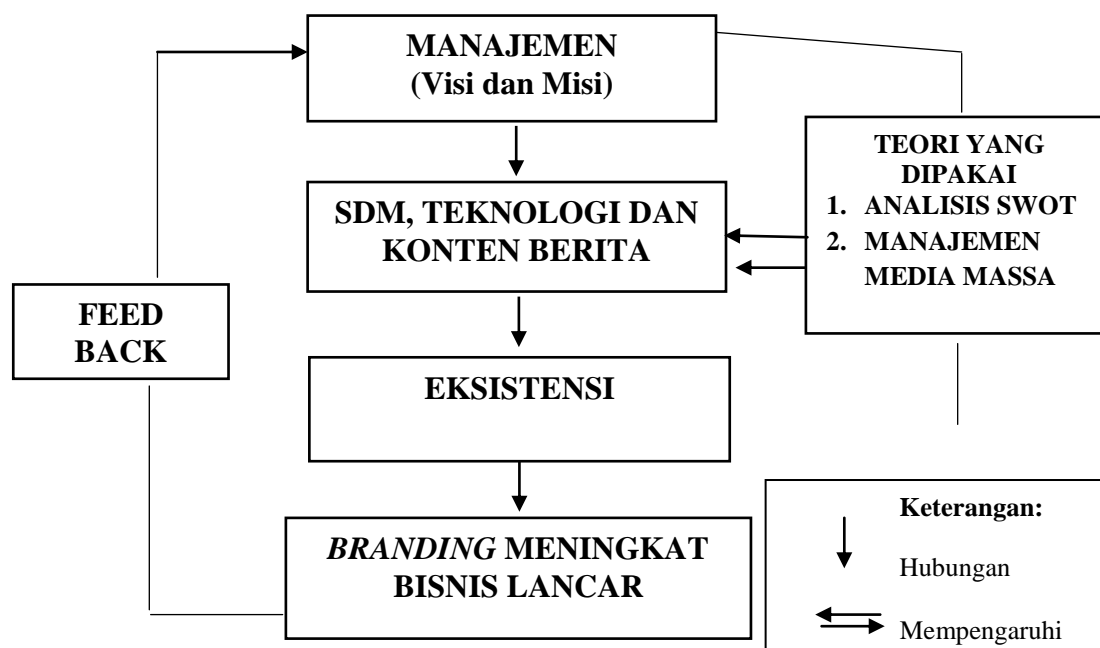 MANAJEMEN
(Visi dan Misi)
TEORI YANG
DIPAKAI
1. ANALISIS SWOT
2. MANAJEMEN
MEDIA MASSA
SDM, TEKNOLOGI DAN
KONTEN BERITA
FEED
BACK
EKSISTENSI
BRANDING MENINGKAT
BISNIS LANCAR
Keterangan:
Hubungan
Mempengaruhi